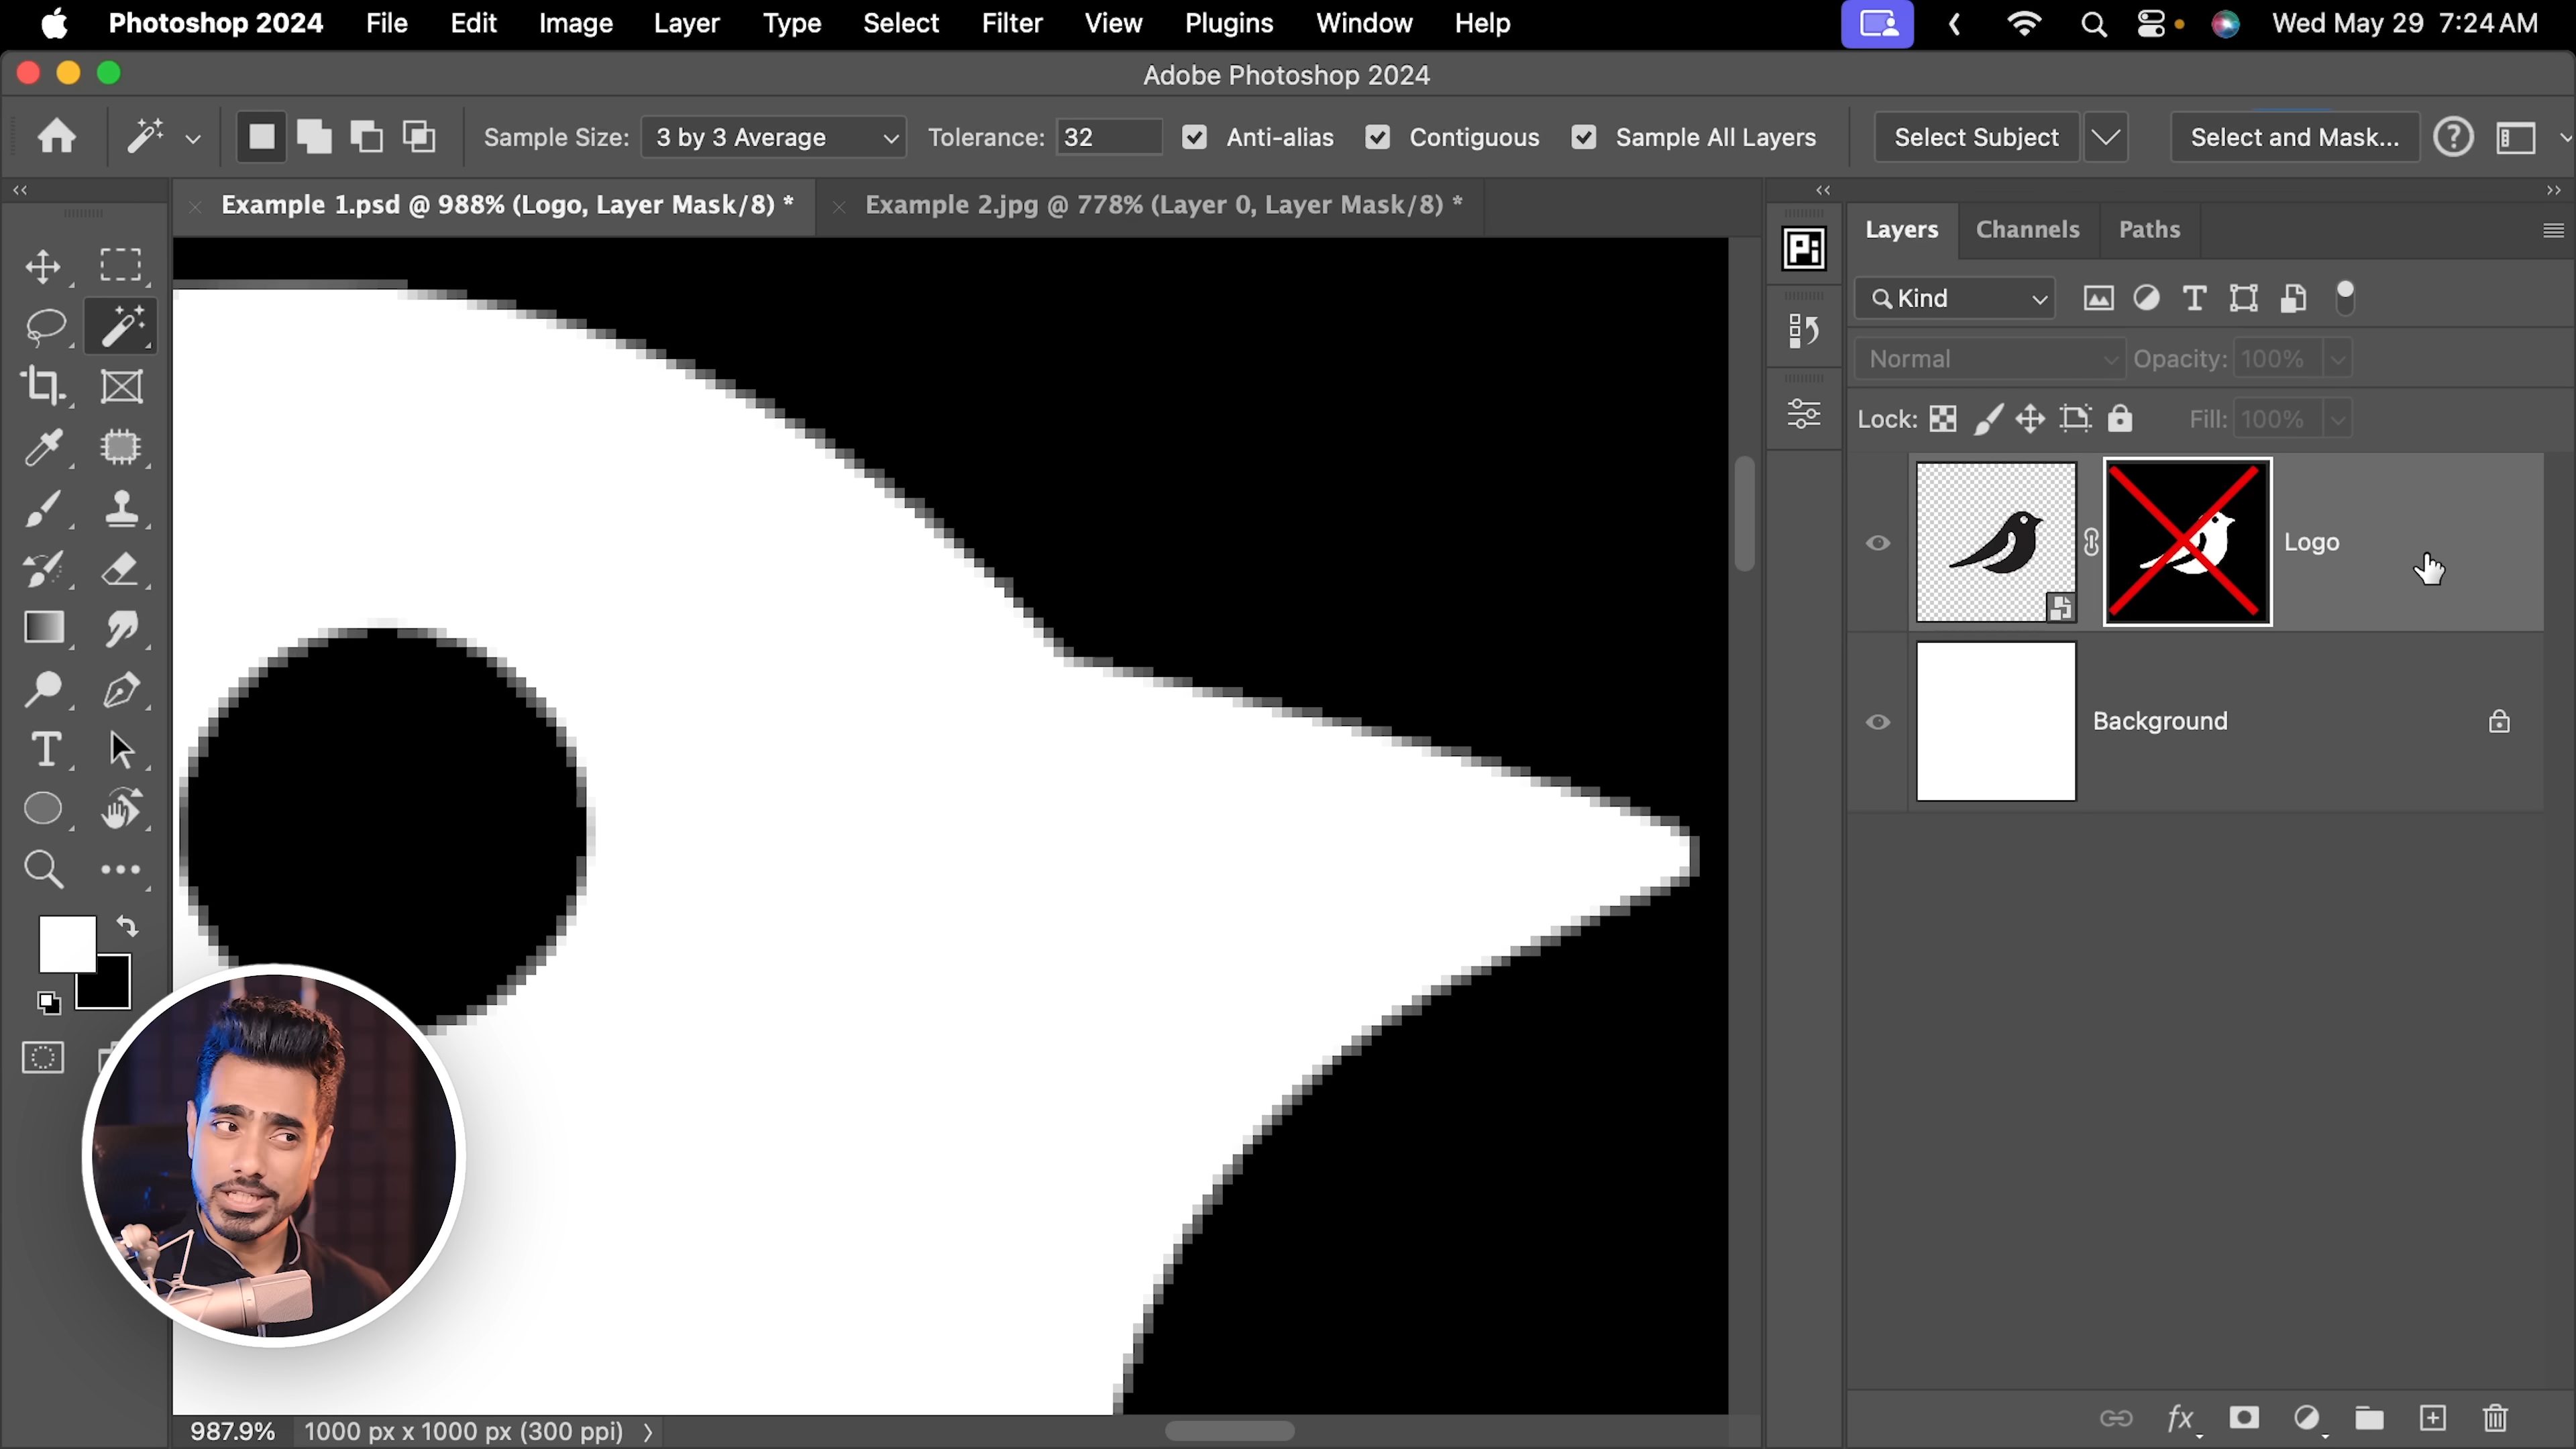 Photoshop 2024 File Edit Image Layer Type Select Filter View Plugins Window Help Wed May 29 7:24 AM
Adobe Photoshop 2024
Sample Size: 3 by 3 Average Tolerance: 32 Anti-alias Contiguous Sample All Layers Select Subject Select and Mask...
Example 1.psd @ 988% (Logo, Layer Mask/8) * Example 2.jpg @ 778% (Layer 0, Layer Mask/8) *
Layers Channels Paths
Kind
Normal Opacity: 100%
Lock: Fill: 100%
Logo
Background
987.9% 1000 px x 1000 px (300 ppi)
fx